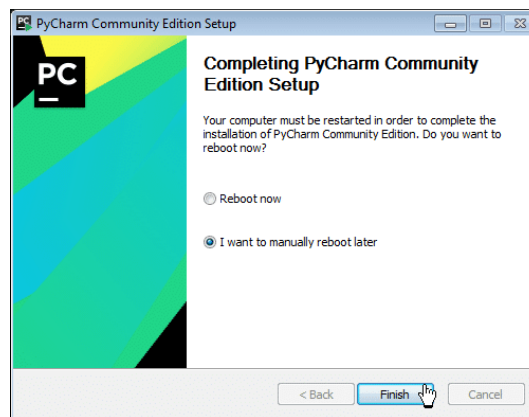 PyCharm Community Edition Setup
PC
Completing PyCharm Community
Edition Setup
Your computer must be restarted in order to complete the
installation of PyCharm Community Edition. Do you want to
reboot now?
Reboot now
I want to manually reboot later
< Back
Finish
Cancel